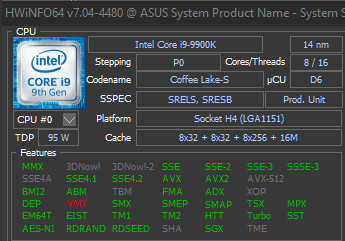 HWiNFO64 v7.04-4480 @ ASUS System Product Name - System S
CPU
intel
CORE i9
9th Gen
Intel Core i9-9900K 14 nm
Stepping P0 Cores/Threads 8 / 16
Codename Coffee Lake-S µCU D6
SSPEC SRELS, SRESB Prod. Unit
CPU #0 Platform Socket H4 (LGA1151)
TDP 95 W Cache 8x32 + 8x32 + 8x256 + 16M
Features
MMX 3DNow! 3DNow!-2 SSE SSE-2 SSE-3 SSSE-3
SSE4A SSE4.1 SSE4.2 AVX AVX2 AVX-512
BMI2 ABM TBM FMA ADX XOP
DEP VMX SMX SMEP SMAP TSX MPX
EM64T EIST TM1 TM2 HTT Turbo SST
AES-NI RDRAND RDSEED SHA SGX TME